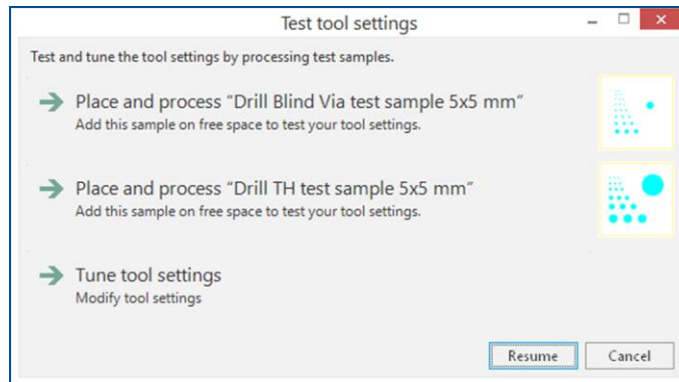 Test tool settings
Test and tune the tool settings by processing test samples.
Place and process “Drill Blind Via test sample 5x5 mm”
Add this sample on free space to test your tool settings.
Place and process “Drill TH test sample 5x5 mm”
Add this sample on free space to test your tool settings.
Tune tool settings
Modify tool settings
Resume Cancel